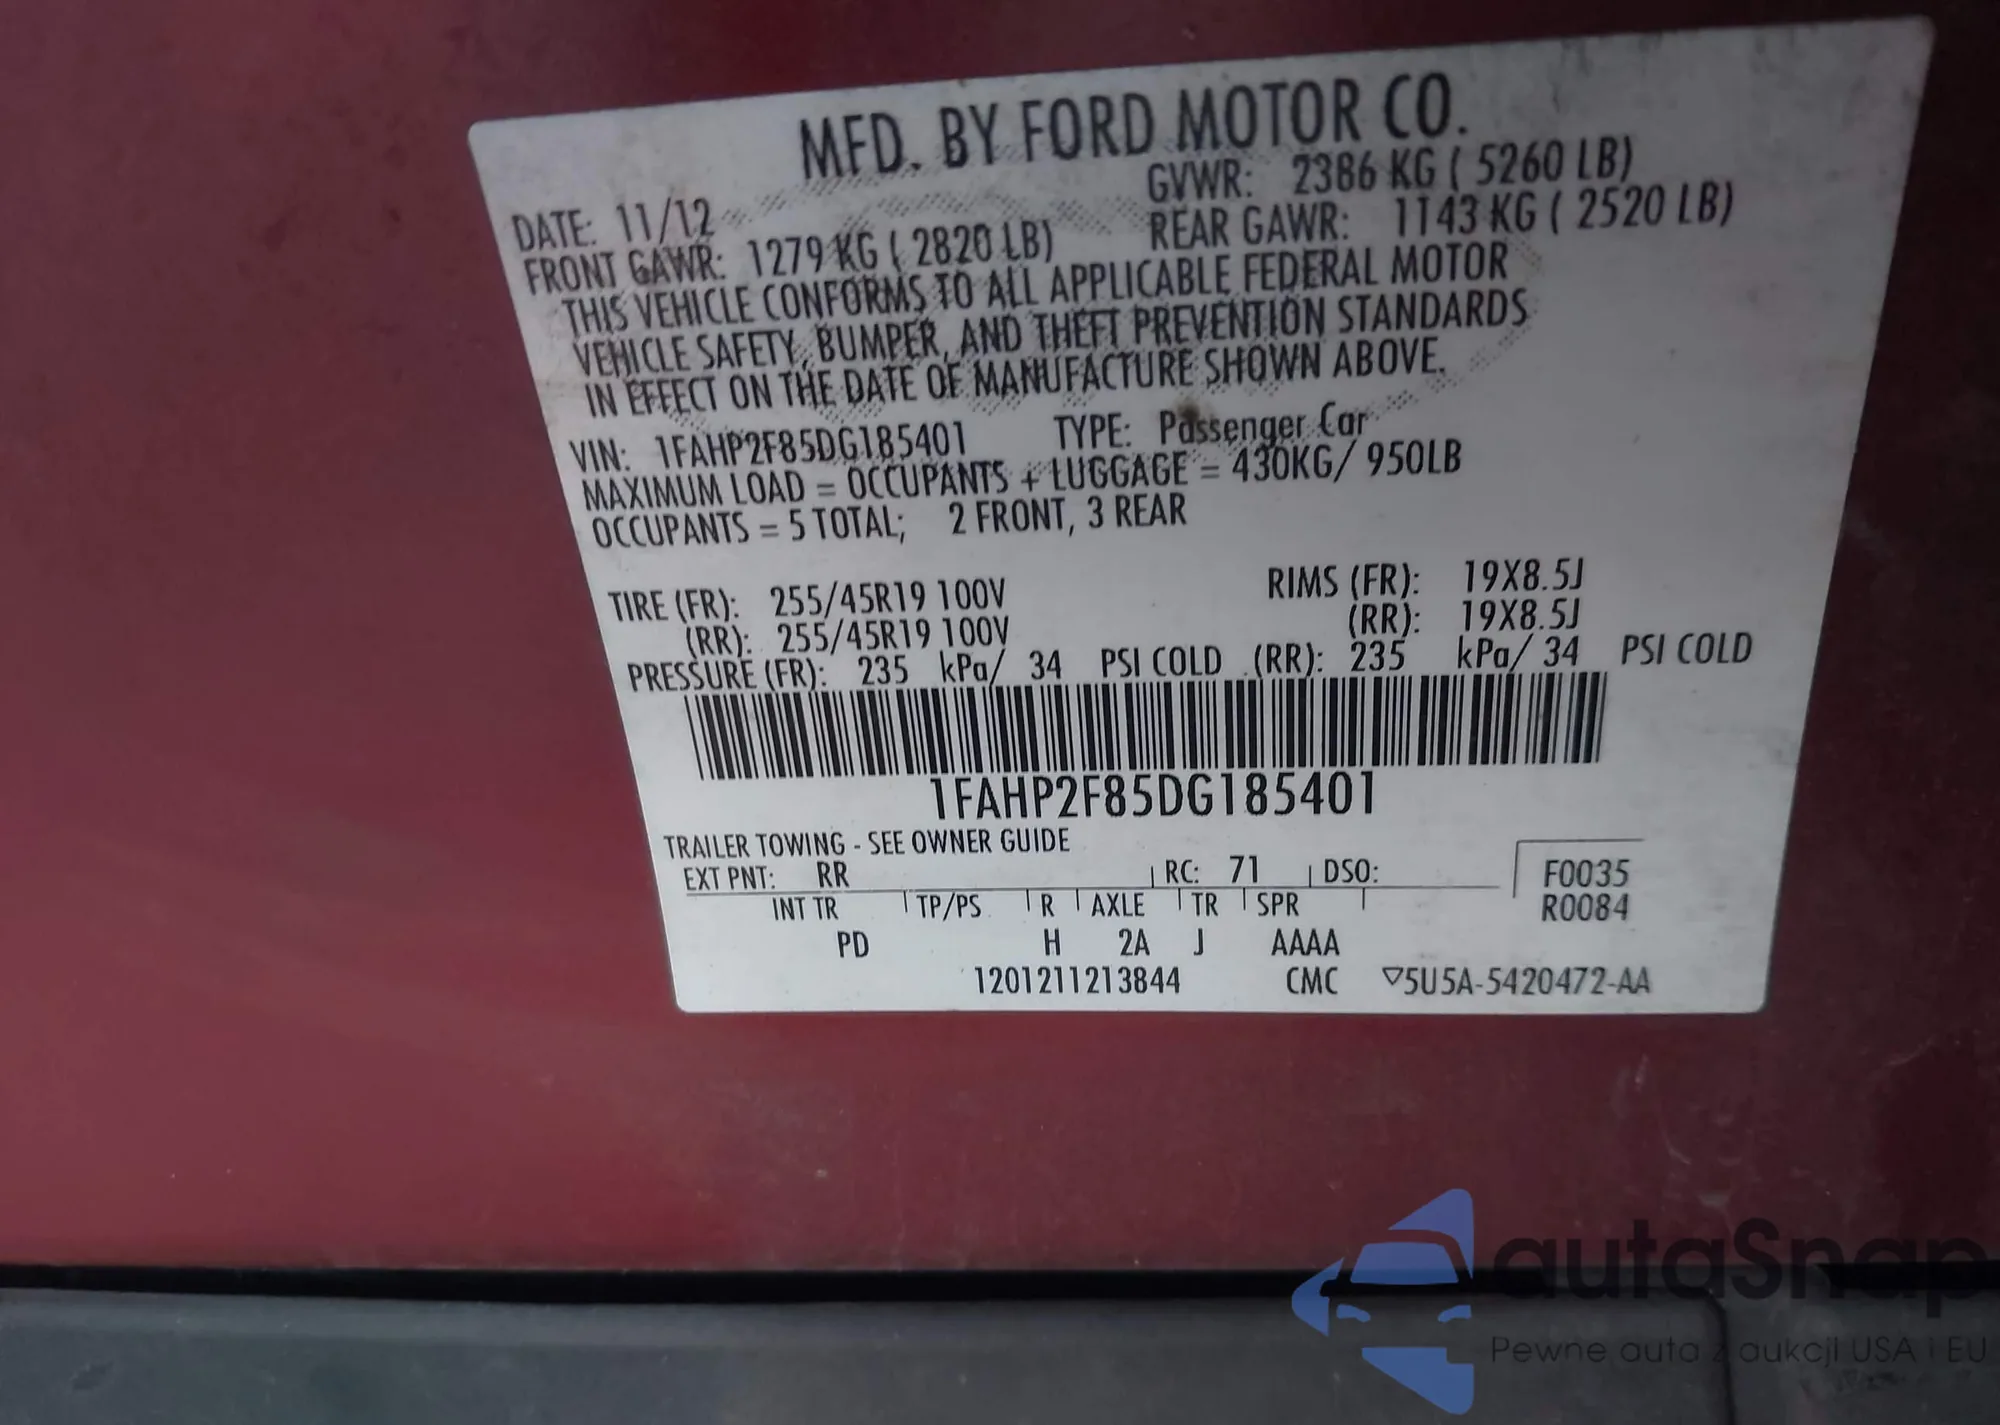 MFD. BY FORD MOTOR CO.
DATE: 11/12 GVWR: 2386 KG ( 5260 LB)
FRONT GAWR: 1279 KG ( 2820 LB) REAR GAWR: 1143 KG ( 2520 LB)
THIS VEHICLE CONFORMS TO ALL APPLICABLE FEDERAL MOTOR
VEHICLE SAFETY, BUMPER, AND THEFT PREVENTION STANDARDS
IN EFFECT ON THE DATE OF MANUFACTURE SHOWN ABOVE.
VIN: 1FAHP2F85DG185401 TYPE: Passenger Car
MAXIMUM LOAD = OCCUPANTS + LUGGAGE = 430KG/ 950LB
OCCUPANTS = 5 TOTAL; 2 FRONT, 3 REAR
TIRE (FR): 255/45R19 100V RIMS (FR): 19X8.5J
(RR): 255/45R19 100V (RR): 19X8.5J
PRESSURE (FR): 235 kPa/ 34 PSI COLD (RR): 235 kPa/ 34 PSI COLD
1FAHP2F85DG185401
TRAILER TOWING - SEE OWNER GUIDE
EXT PNT: RR RC: 71 DSO: F0035
INT TR TP/PS R AXLE TR SPR R0084
PD H 2A J AAAA
1201211213844 CMC ▽5U5A-5420472-AA
autaSnap
Pewne auta z aukcji USA i EU